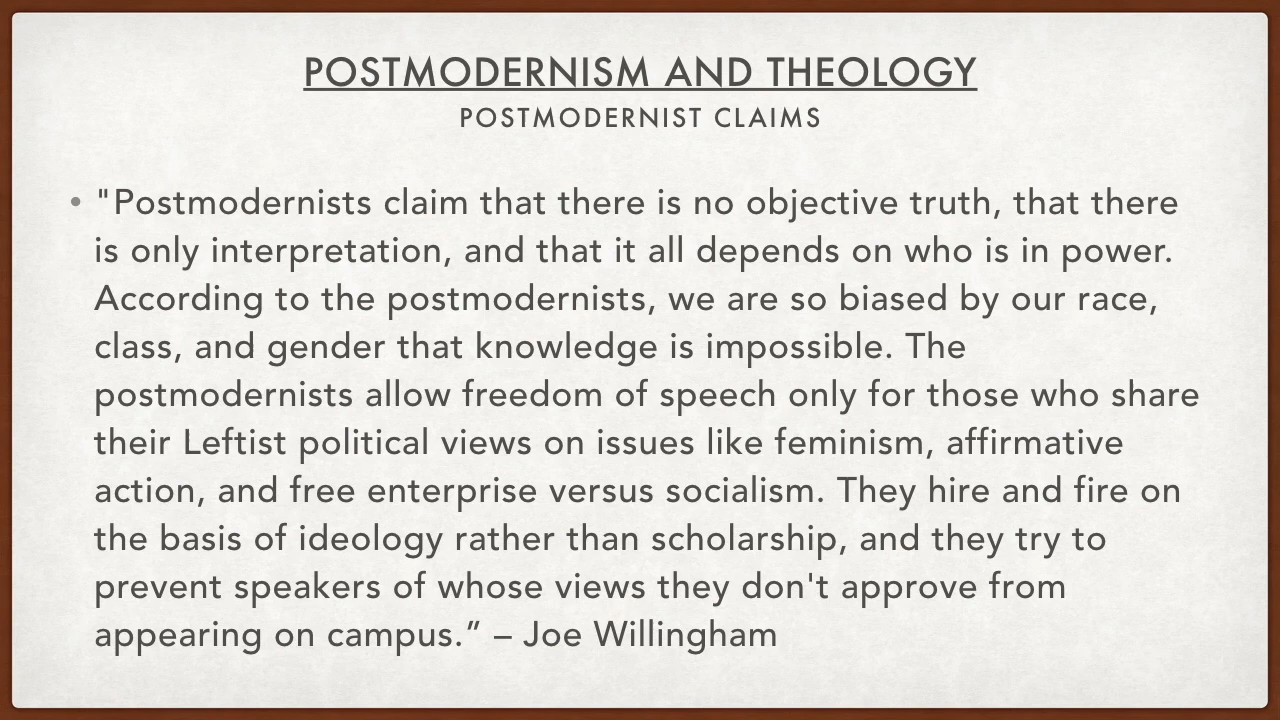 POSTMODERNISM AND THEOLOGY
POSTMODERNIST CLAIMS
• "Postmodernists claim that there is no objective truth, that there
is only interpretation, and that it all depends on who is in power.
According to the postmodernists, we are so biased by our race,
class, and gender that knowledge is impossible. The
postmodernists allow freedom of speech only for those who share
their Leftist political views on issues like feminism, affirmative
action, and free enterprise versus socialism. They hire and fire on
the basis of ideology rather than scholarship, and they try to
prevent speakers of whose views they don't approve from
appearing on campus.” – Joe Willingham